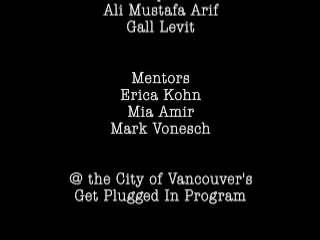 Ali Mustafa Arif
Gall Levit
Mentors
Erica Kohn
Mia Amir
Mark Vonesch
@ the City of Vancouver's
Get Plugged In Program